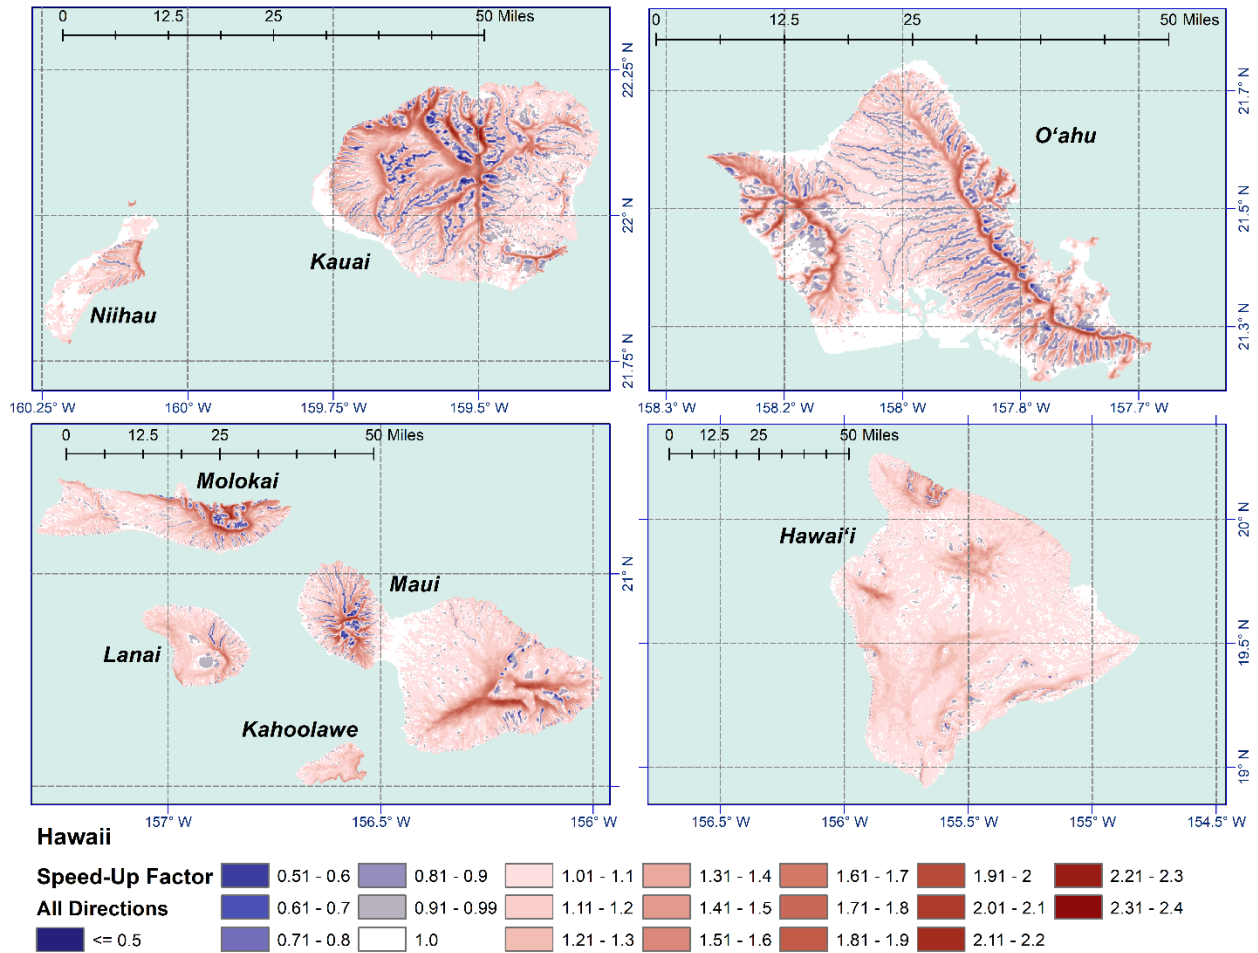 0 12.5 25 50 Miles
22.25° N
Kauai
22° N
Niihau
21.75° N
160.25° W 160° W 159.75° W 159.5° W
0 12.5 25 50 Miles
21.7° N
Oʻahu
21.5° N
21.3° N
158.3° W 158.2° W 158° W 157.8° W 157.7° W
0 12.5 25 50 Miles
Molokai
21° N
Maui
Lanai
Kahoolawe
157° W 156.5° W 156° W
0 12.5 25 50 Miles
20° N
Hawaiʻi
19.5° N
19° N
156.5° W 156° W 155.5° W 155° W 154.5° W
Hawaii
Speed-Up Factor
All Directions
<= 0.5
0.51 - 0.6
0.61 - 0.7
0.71 - 0.8
0.81 - 0.9
0.91 - 0.99
1.0
1.01 - 1.1
1.11 - 1.2
1.21 - 1.3
1.31 - 1.4
1.41 - 1.5
1.51 - 1.6
1.61 - 1.7
1.71 - 1.8
1.81 - 1.9
1.91 - 2
2.01 - 2.1
2.11 - 2.2
2.21 - 2.3
2.31 - 2.4